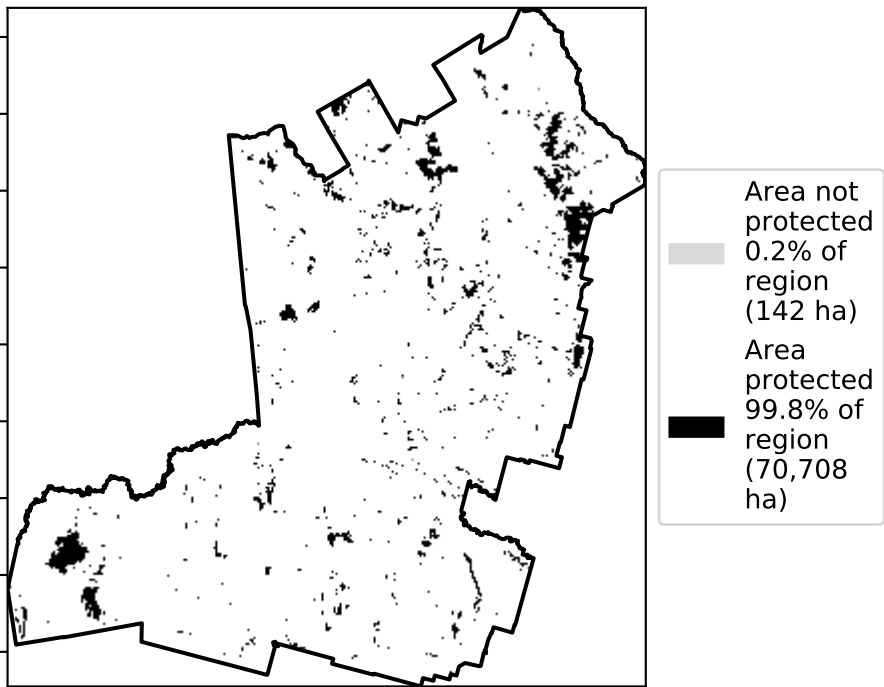 Area not
protected
0.2% of
region
(142 ha)
Area
protected
99.8% of
region
(70,708
ha)